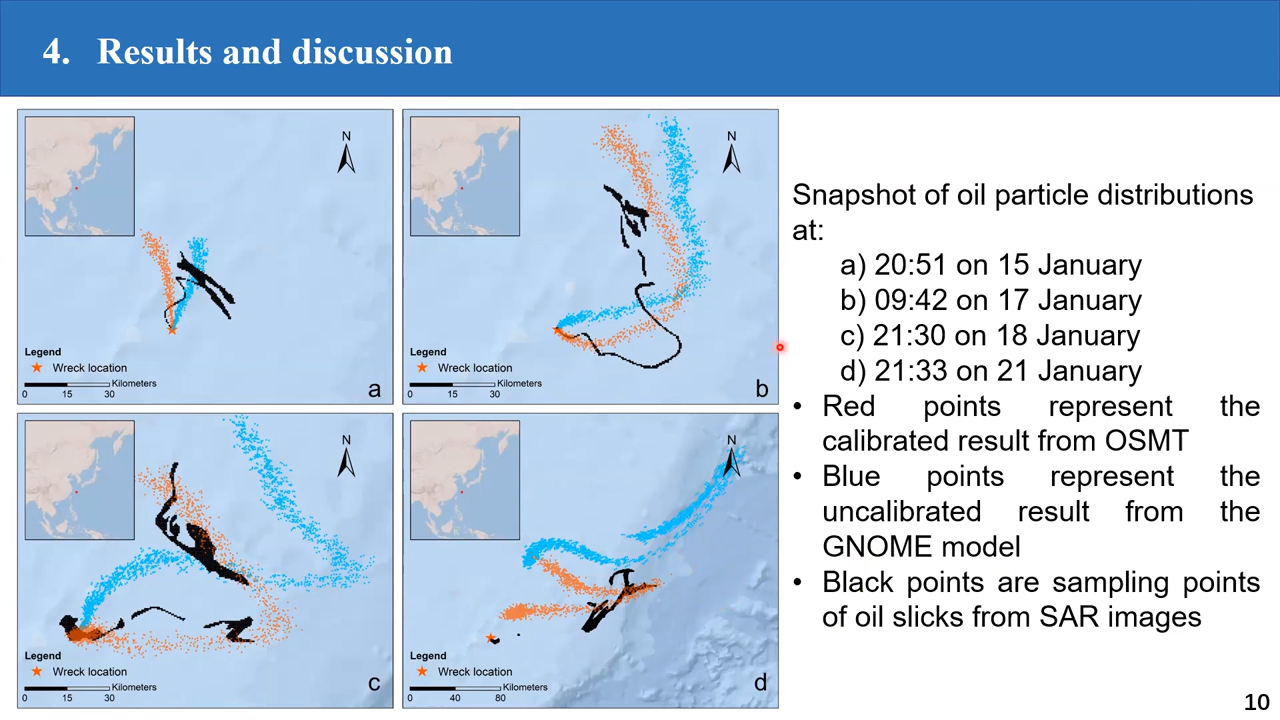 4. Results and discussion
N
Legend
Wreck location
Kilometers
0 15 30
a
N
Legend
Wreck location
Kilometers
0 15 30
b
N
Legend
Wreck location
Kilometers
0 15 30
c
N
Legend
Wreck location
Kilometers
0 40 80
d
Snapshot of oil particle distributions
at:
a) 20:51 on 15 January
b) 09:42 on 17 January
c) 21:30 on 18 January
d) 21:33 on 21 January
• Red points represent the
calibrated result from OSMT
• Blue points represent the
uncalibrated result from the
GNOME model
• Black points are sampling points
of oil slicks from SAR images
10